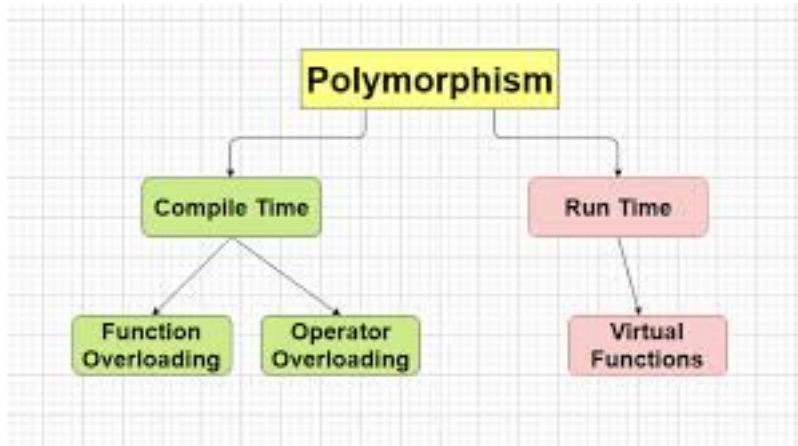 Polymorphism
Compile Time
Run Time
Function
Overloading
Operator
Overloading
Virtual
Functions